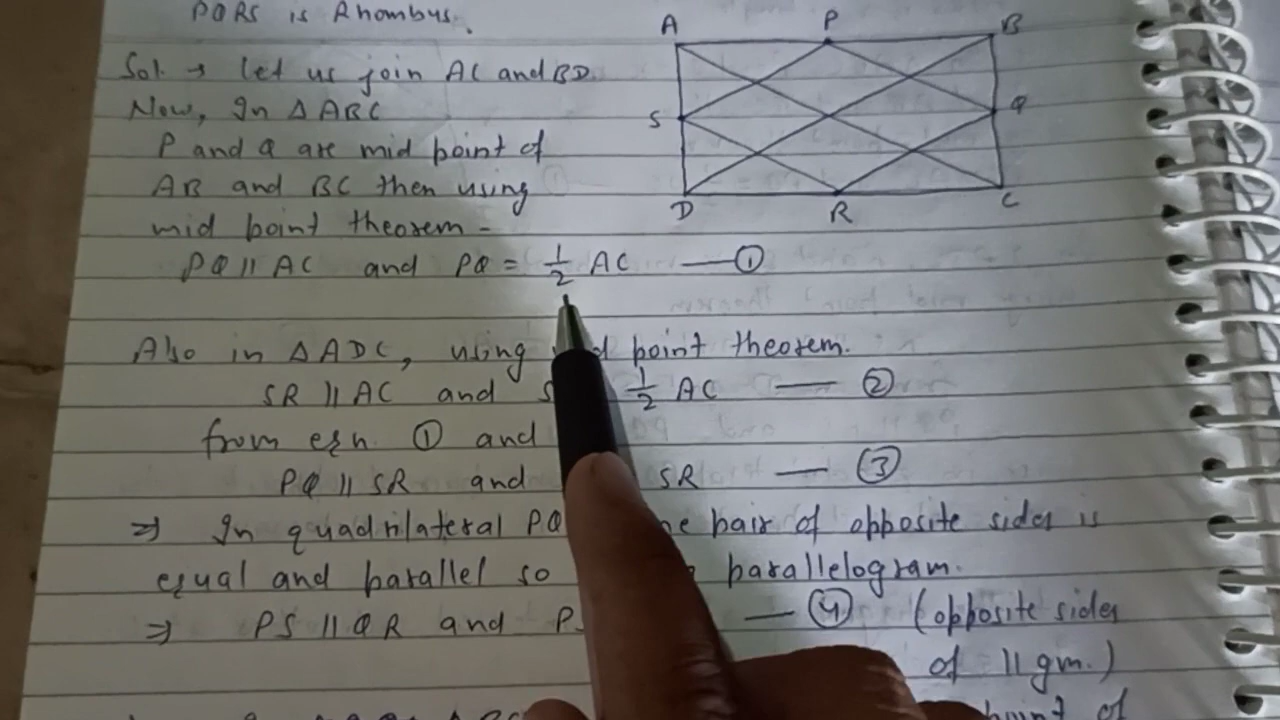 PQRS is Rhombus.
Sol. → Let us join AC and BD.
Now, In △ ABC
P and Q are mid point of
AB and BC then using
mid point theorem -
PQ || AC and PQ = 1/2 AC —— ①
Also in △ ADC, using point theorem.
SR || AC and 1/2 AC —— ②
from eqn. ① and
PQ || SR and SR —— ③
⇒ In quadrilateral PQ pair of opposite sides is
equal and parallel so parallelogram.
⇒ PS || QR and —— ④ (opposite sides
of ||gm.)
point of
A P B
S Q
D R C